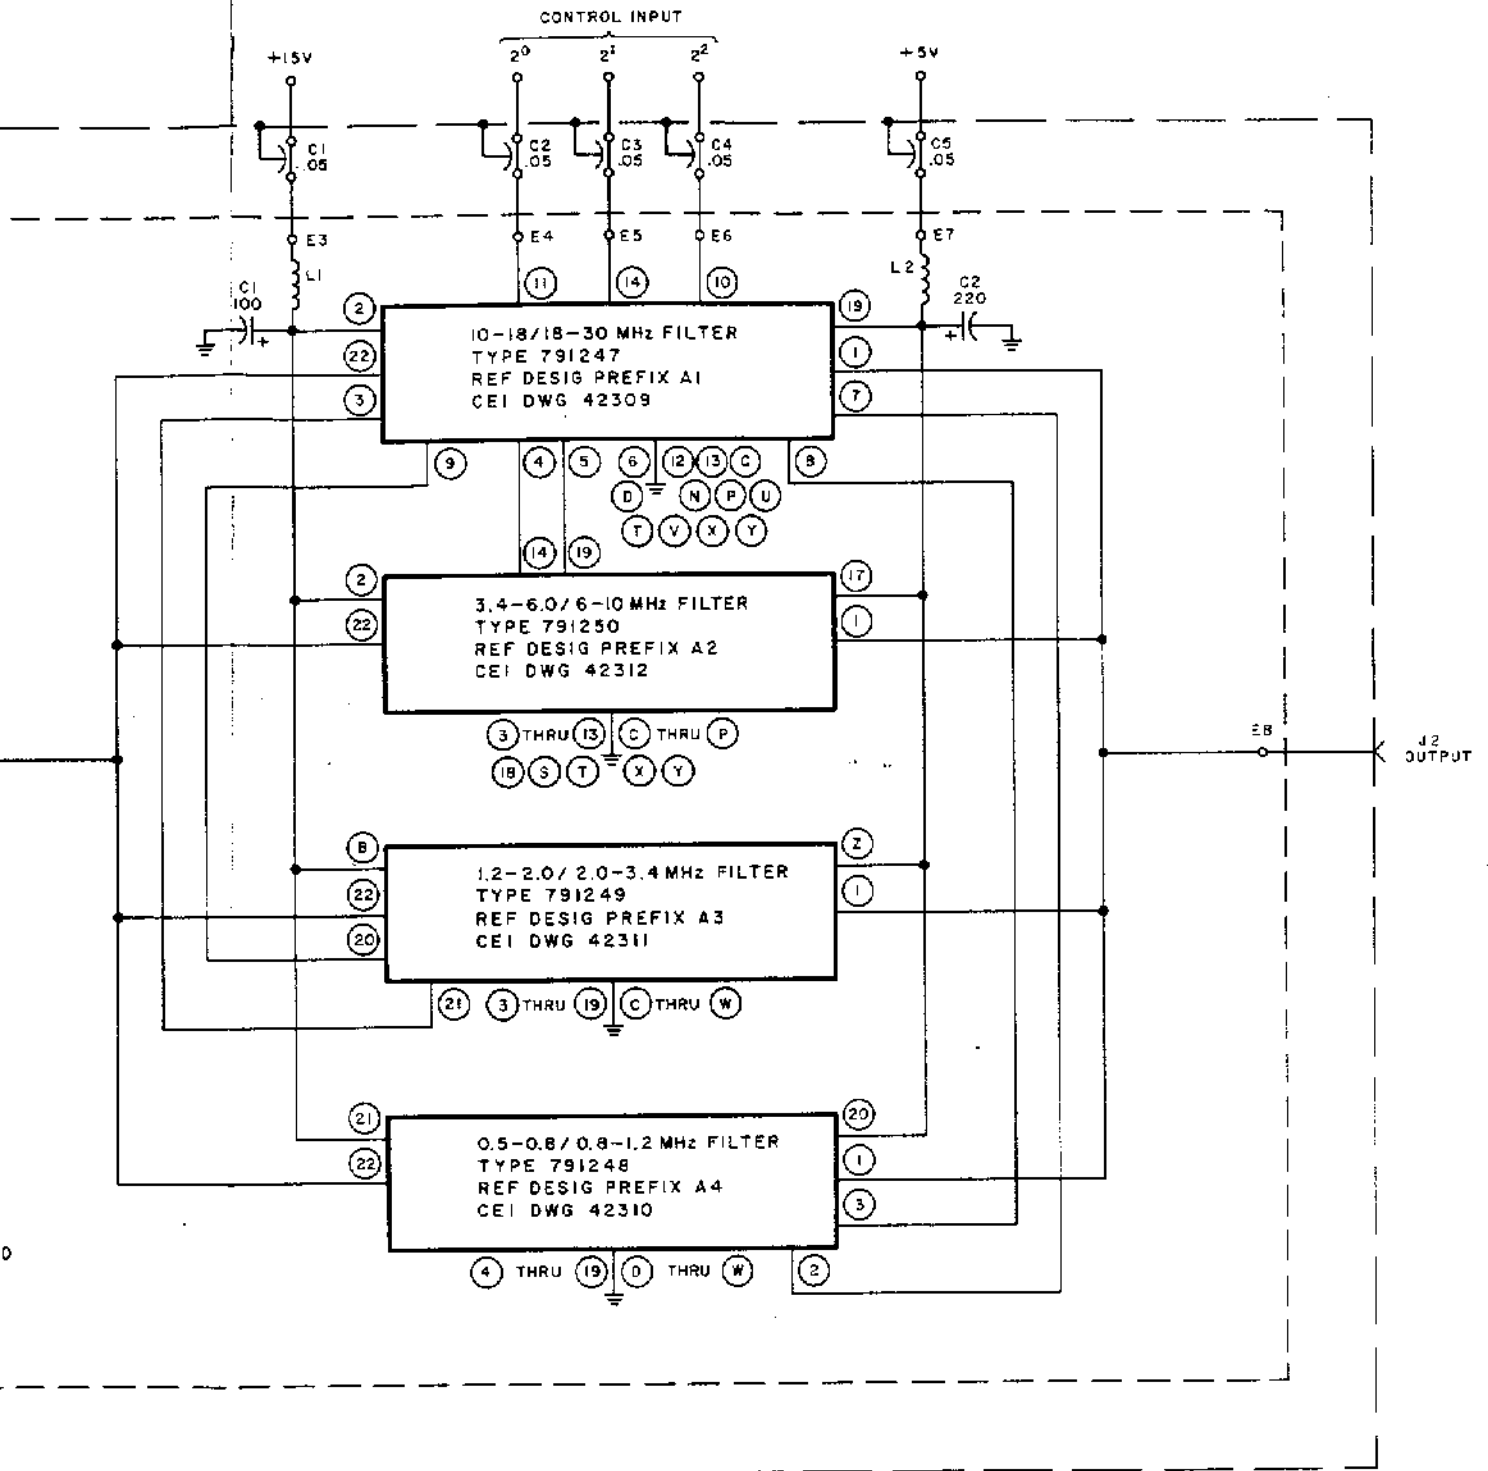 CONTROL INPUT
+15V
2⁰
2¹
2²
+5V
C1
.05
C2
.05
C3
.05
C4
.05
C5
.05
E3
E4
E5
E6
E7
L1
L2
11
14
10
C1
100
+
C2
220
+
2
22
3
19
1
7
10-18/18-30 MHz FILTER
TYPE 791247
REF DESIG PREFIX A1
CEI DWG 42309
9
4
5
6
12
13
C
8
D
N
P
U
T
V
X
Y
14
19
2
22
17
1
3.4-6.0/6-10 MHz FILTER
TYPE 791250
REF DESIG PREFIX A2
CEI DWG 42312
3 THRU 13
C THRU P
18
S
T
X
Y
E8
J2
OUTPUT
B
22
20
Z
1
1.2-2.0/2.0-3.4 MHz FILTER
TYPE 791249
REF DESIG PREFIX A3
CEI DWG 42311
21
3 THRU 19
C THRU W
21
22
20
1
3
0.5-0.8/0.8-1.2 MHz FILTER
TYPE 791248
REF DESIG PREFIX A4
CEI DWG 42310
4 THRU 19
D THRU W
2